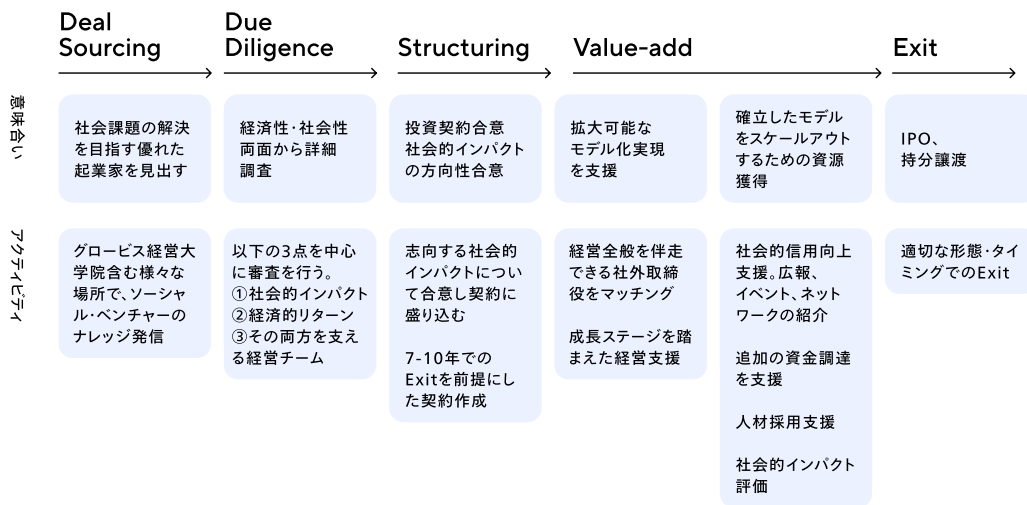 Deal
Sourcing
Due
Diligence
Structuring
Value-add
Exit
意味合い
社会課題の解決
を目指す優れた
起業家を見出す
経済性・社会性
両面から詳細
調査
投資契約合意
社会的インパクト
の方向性合意
拡大可能な
モデル化実現
を支援
確立したモデル
をスケールアウト
するための資源
獲得
IPO、
持分譲渡
アクティビティ
グロービス経営大
学院含む様々な
場所で、ソーシャ
ル・ベンチャーの
ナレッジ発信
以下の3点を中心
に審査を行う。
①社会的インパクト
②経済的リターン
③その両方を支え
る経営チーム
志向する社会的
インパクトについ
て合意し契約に
盛り込む
7-10年での
Exitを前提にし
た契約作成
経営全般を伴走
できる社外取締
役をマッチング
成長ステージを踏
まえた経営支援
社会的信用向上
支援。広報、
イベント、ネット
ワークの紹介
追加の資金調達
を支援
人材採用支援
社会的インパクト
評価
適切な形態・タイ
ミングでのExit